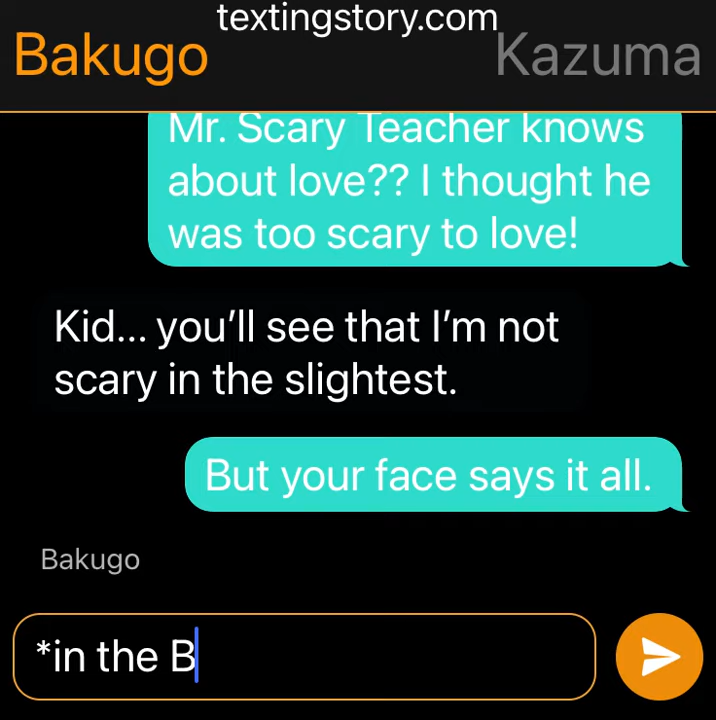 textingstory.com
Bakugo
Kazuma
Mr. Scary Teacher knows
about love?? I thought he
was too scary to love!
Kid... you’ll see that I’m not
scary in the slightest.
But your face says it all.
Bakugo
*in the B